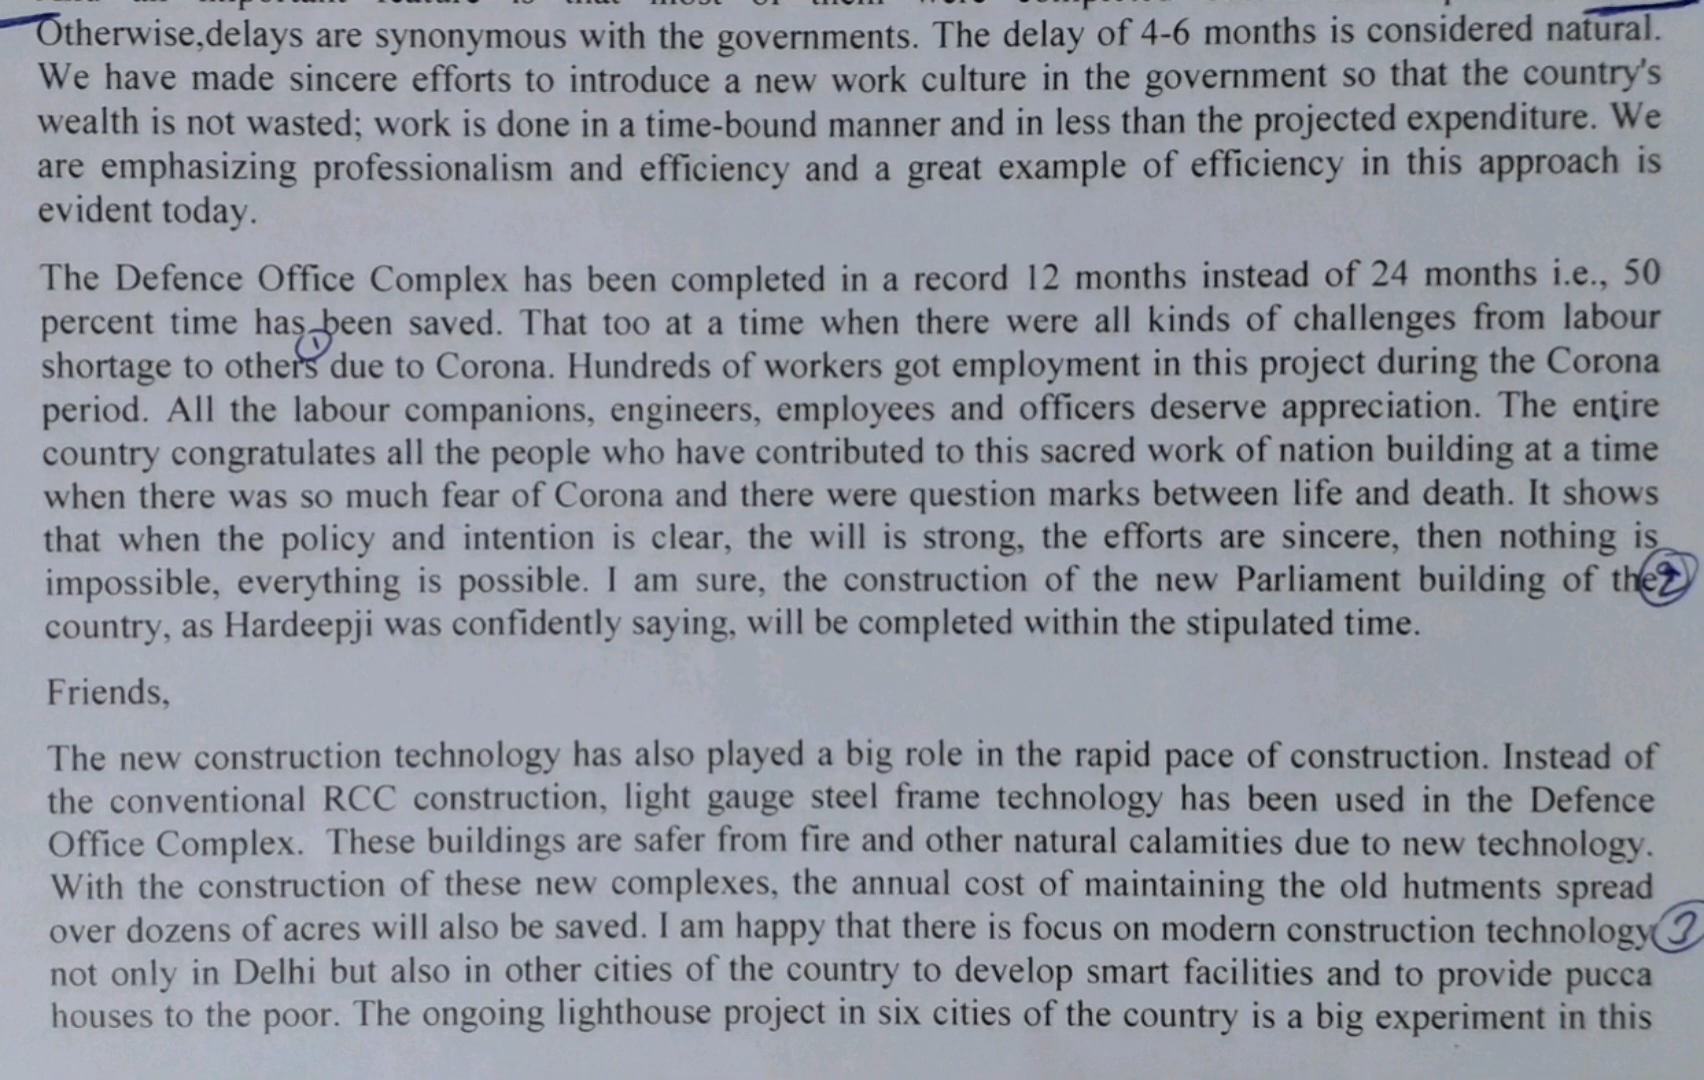 Otherwise,delays are synonymous with the governments. The delay of 4-6 months is considered natural.
We have made sincere efforts to introduce a new work culture in the government so that the country's
wealth is not wasted; work is done in a time-bound manner and in less than the projected expenditure. We
are emphasizing professionalism and efficiency and a great example of efficiency in this approach is
evident today.
The Defence Office Complex has been completed in a record 12 months instead of 24 months i.e., 50
percent time has been saved. That too at a time when there were all kinds of challenges from labour
1
shortage to others due to Corona. Hundreds of workers got employment in this project during the Corona
period. All the labour companions, engineers, employees and officers deserve appreciation. The entire
country congratulates all the people who have contributed to this sacred work of nation building at a time
when there was so much fear of Corona and there were question marks between life and death. It shows
that when the policy and intention is clear, the will is strong, the efforts are sincere, then nothing is
impossible, everything is possible. I am sure, the construction of the new Parliament building of the 2
country, as Hardeepji was confidently saying, will be completed within the stipulated time.
Friends,
The new construction technology has also played a big role in the rapid pace of construction. Instead of
the conventional RCC construction, light gauge steel frame technology has been used in the Defence
Office Complex. These buildings are safer from fire and other natural calamities due to new technology.
With the construction of these new complexes, the annual cost of maintaining the old hutments spread
over dozens of acres will also be saved. I am happy that there is focus on modern construction technology 3
not only in Delhi but also in other cities of the country to develop smart facilities and to provide pucca
houses to the poor. The ongoing lighthouse project in six cities of the country is a big experiment in this